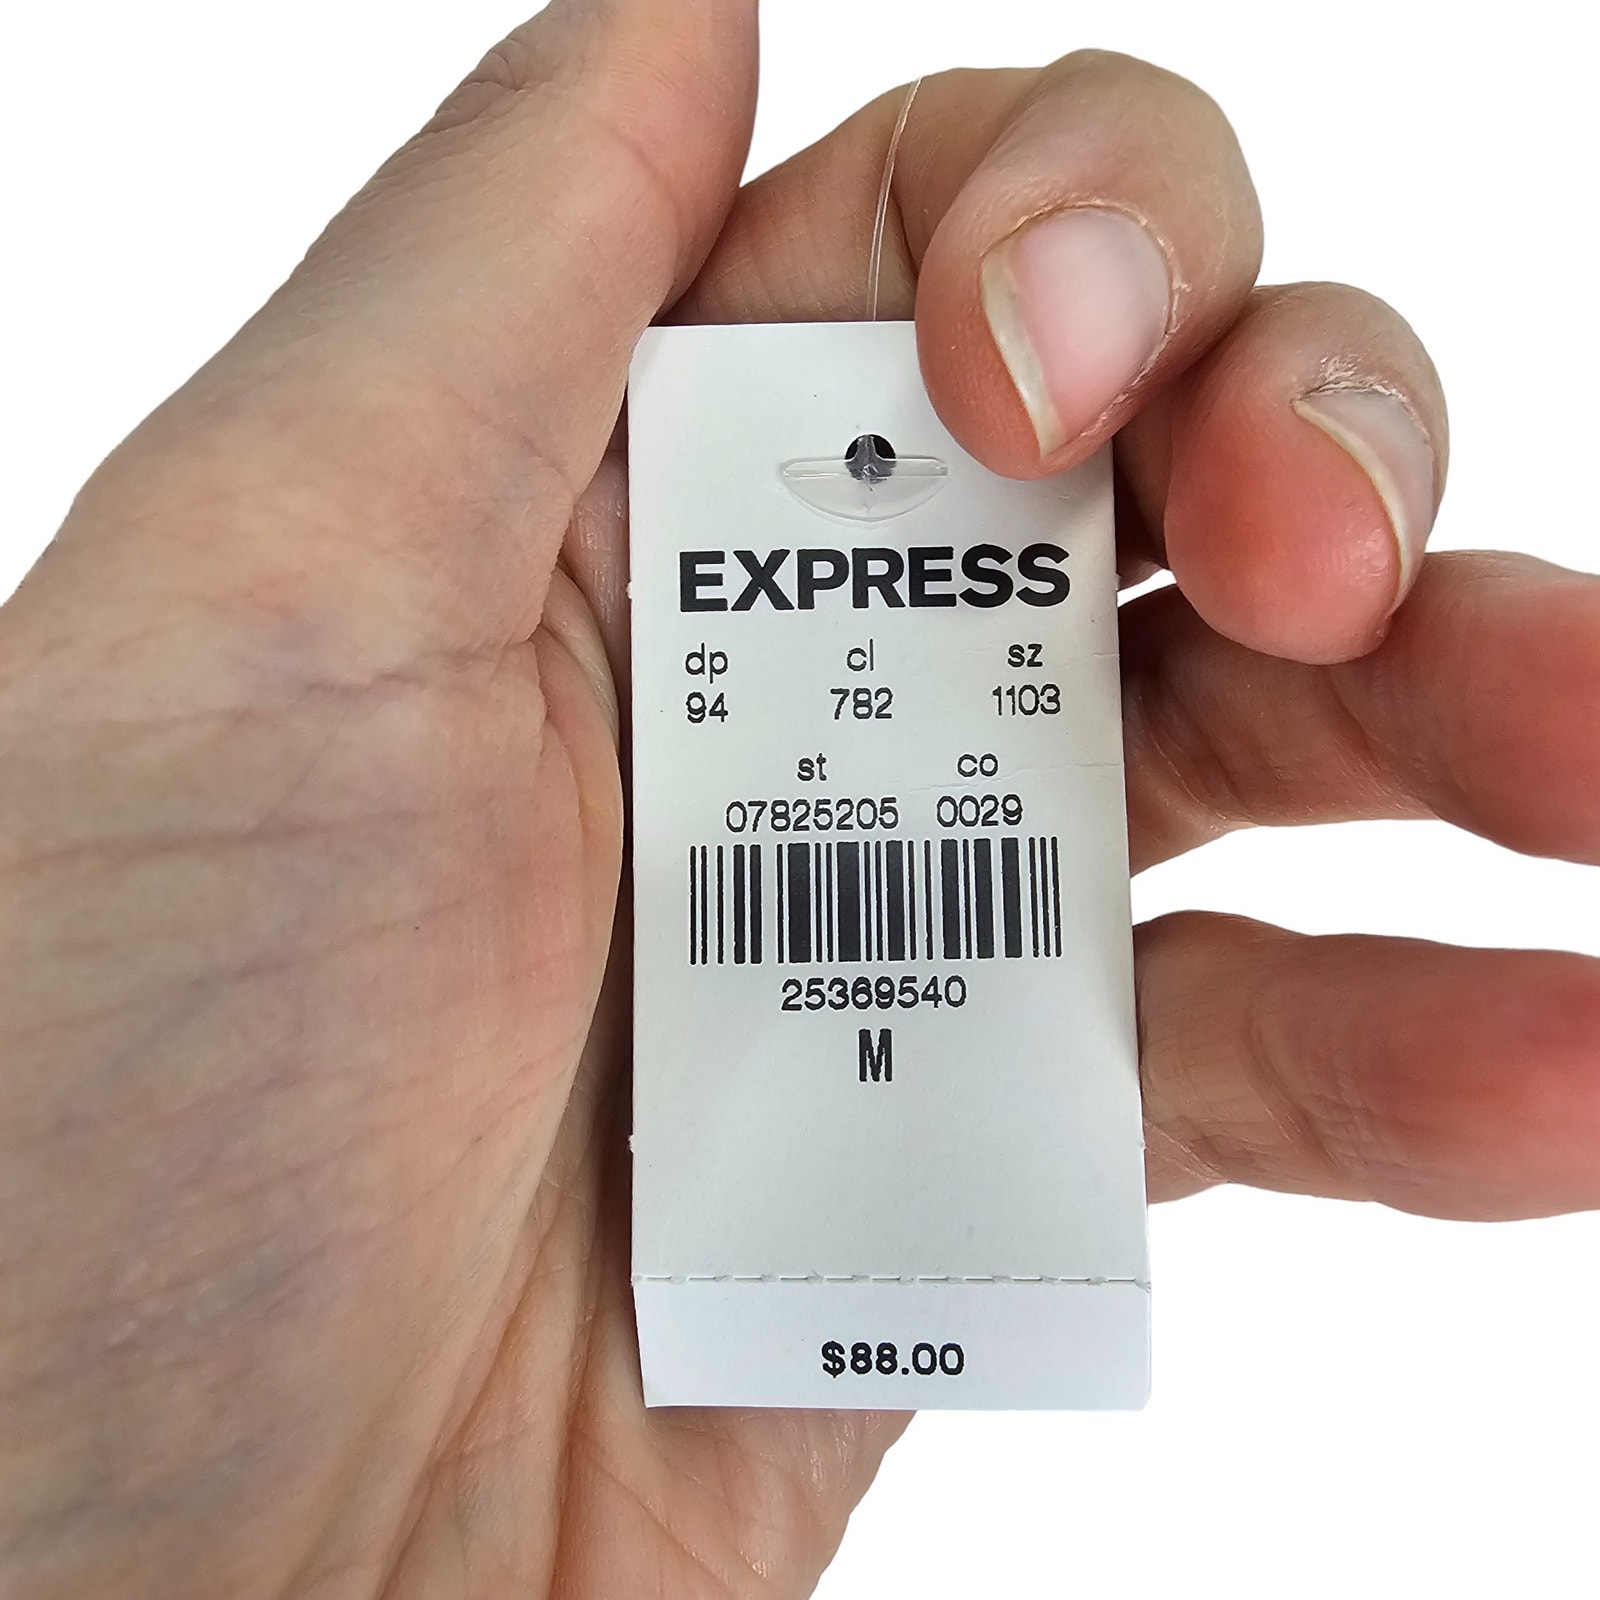 EXPRESS
dp cl sz
94 782 1103
st co
07825205 0029
25369540
M
$88.00